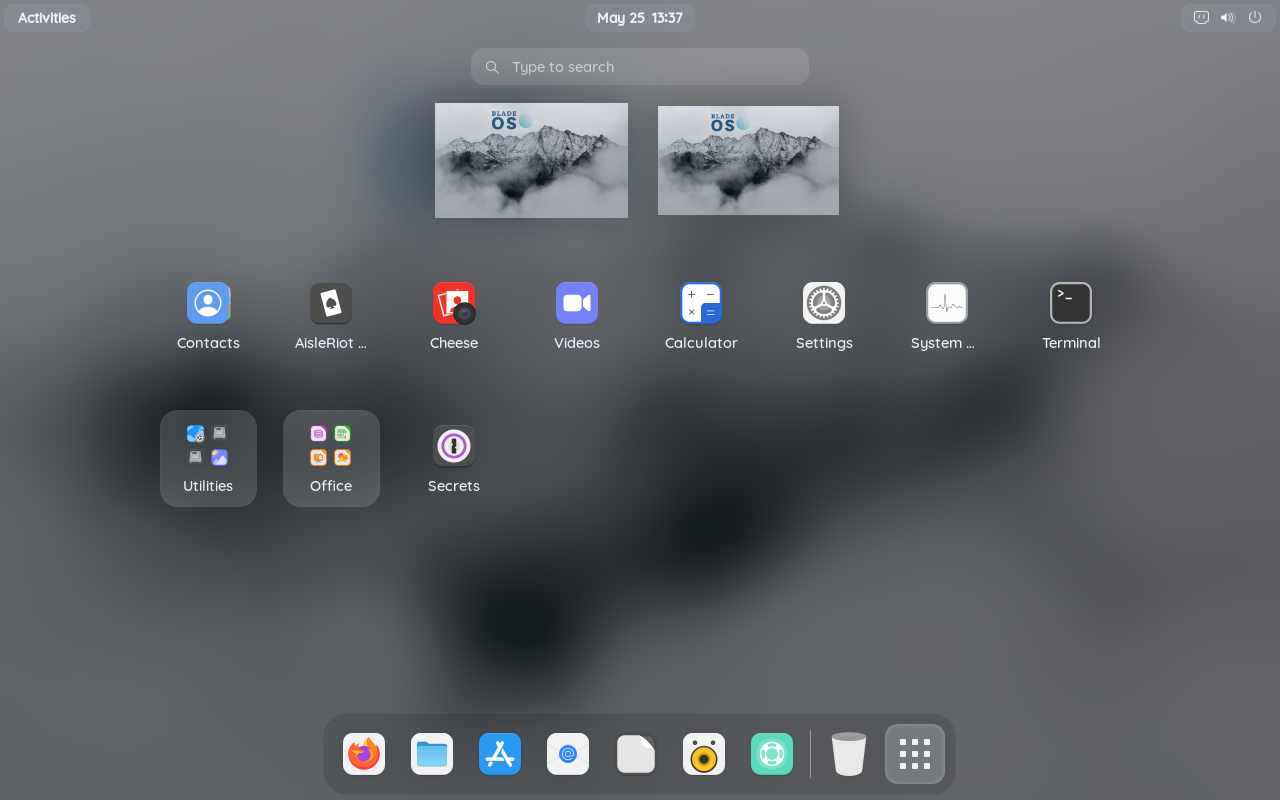 Activities
May 25 13:37
Type to search
BLADE
OS
BLADE
OS
Contacts
AisleRiot ...
Cheese
Videos
Calculator
Settings
System ...
Terminal
Utilities
Office
Secrets